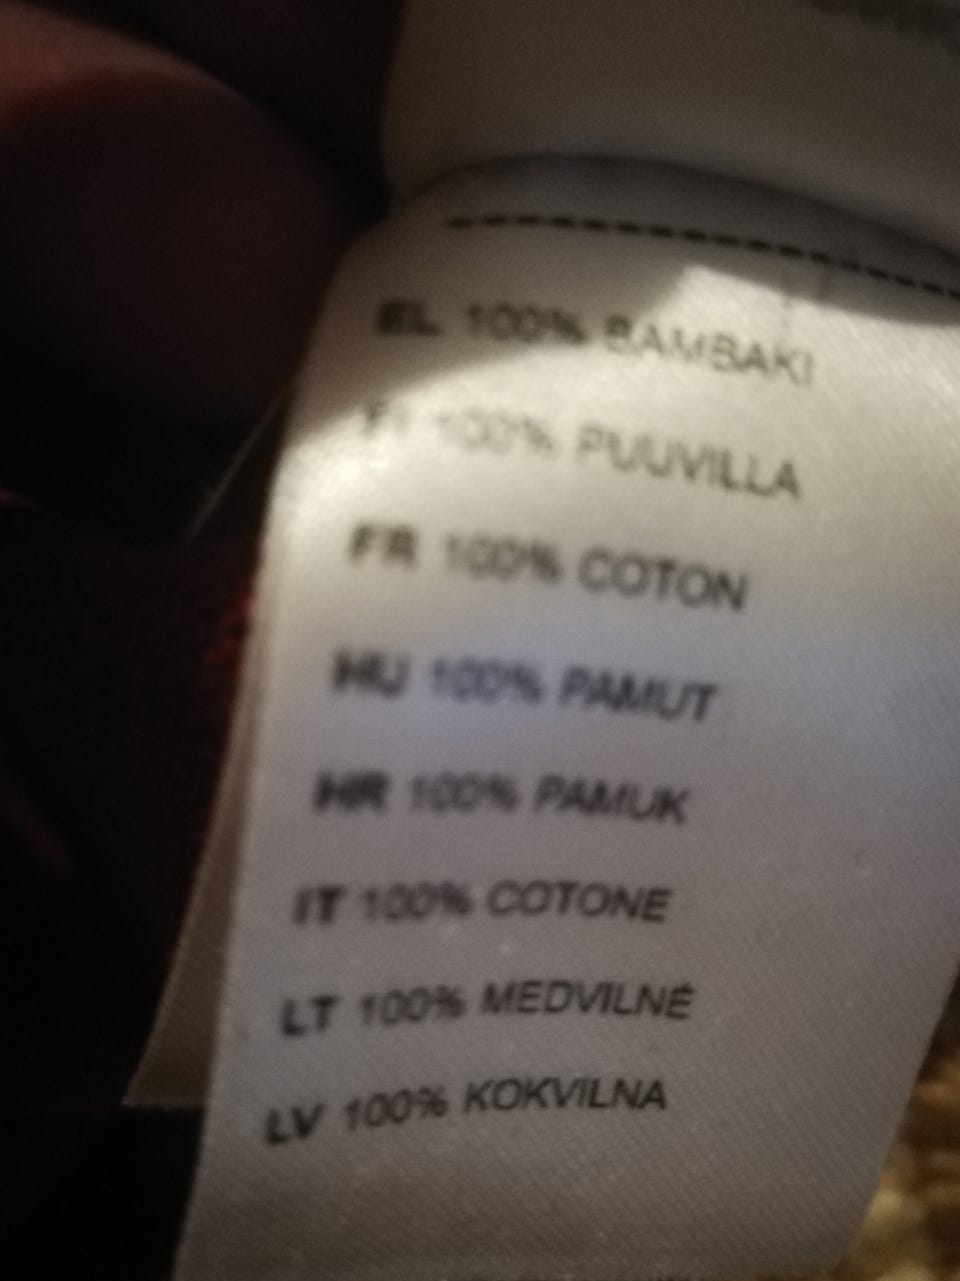 EL 100% BAMBAKI
FI 100% PUUVILLA
FR 100% COTON
HU 100% PAMUT
HR 100% PAMUK
IT 100% COTONE
LT 100% MEDVILNĖ
LV 100% KOKVILNA